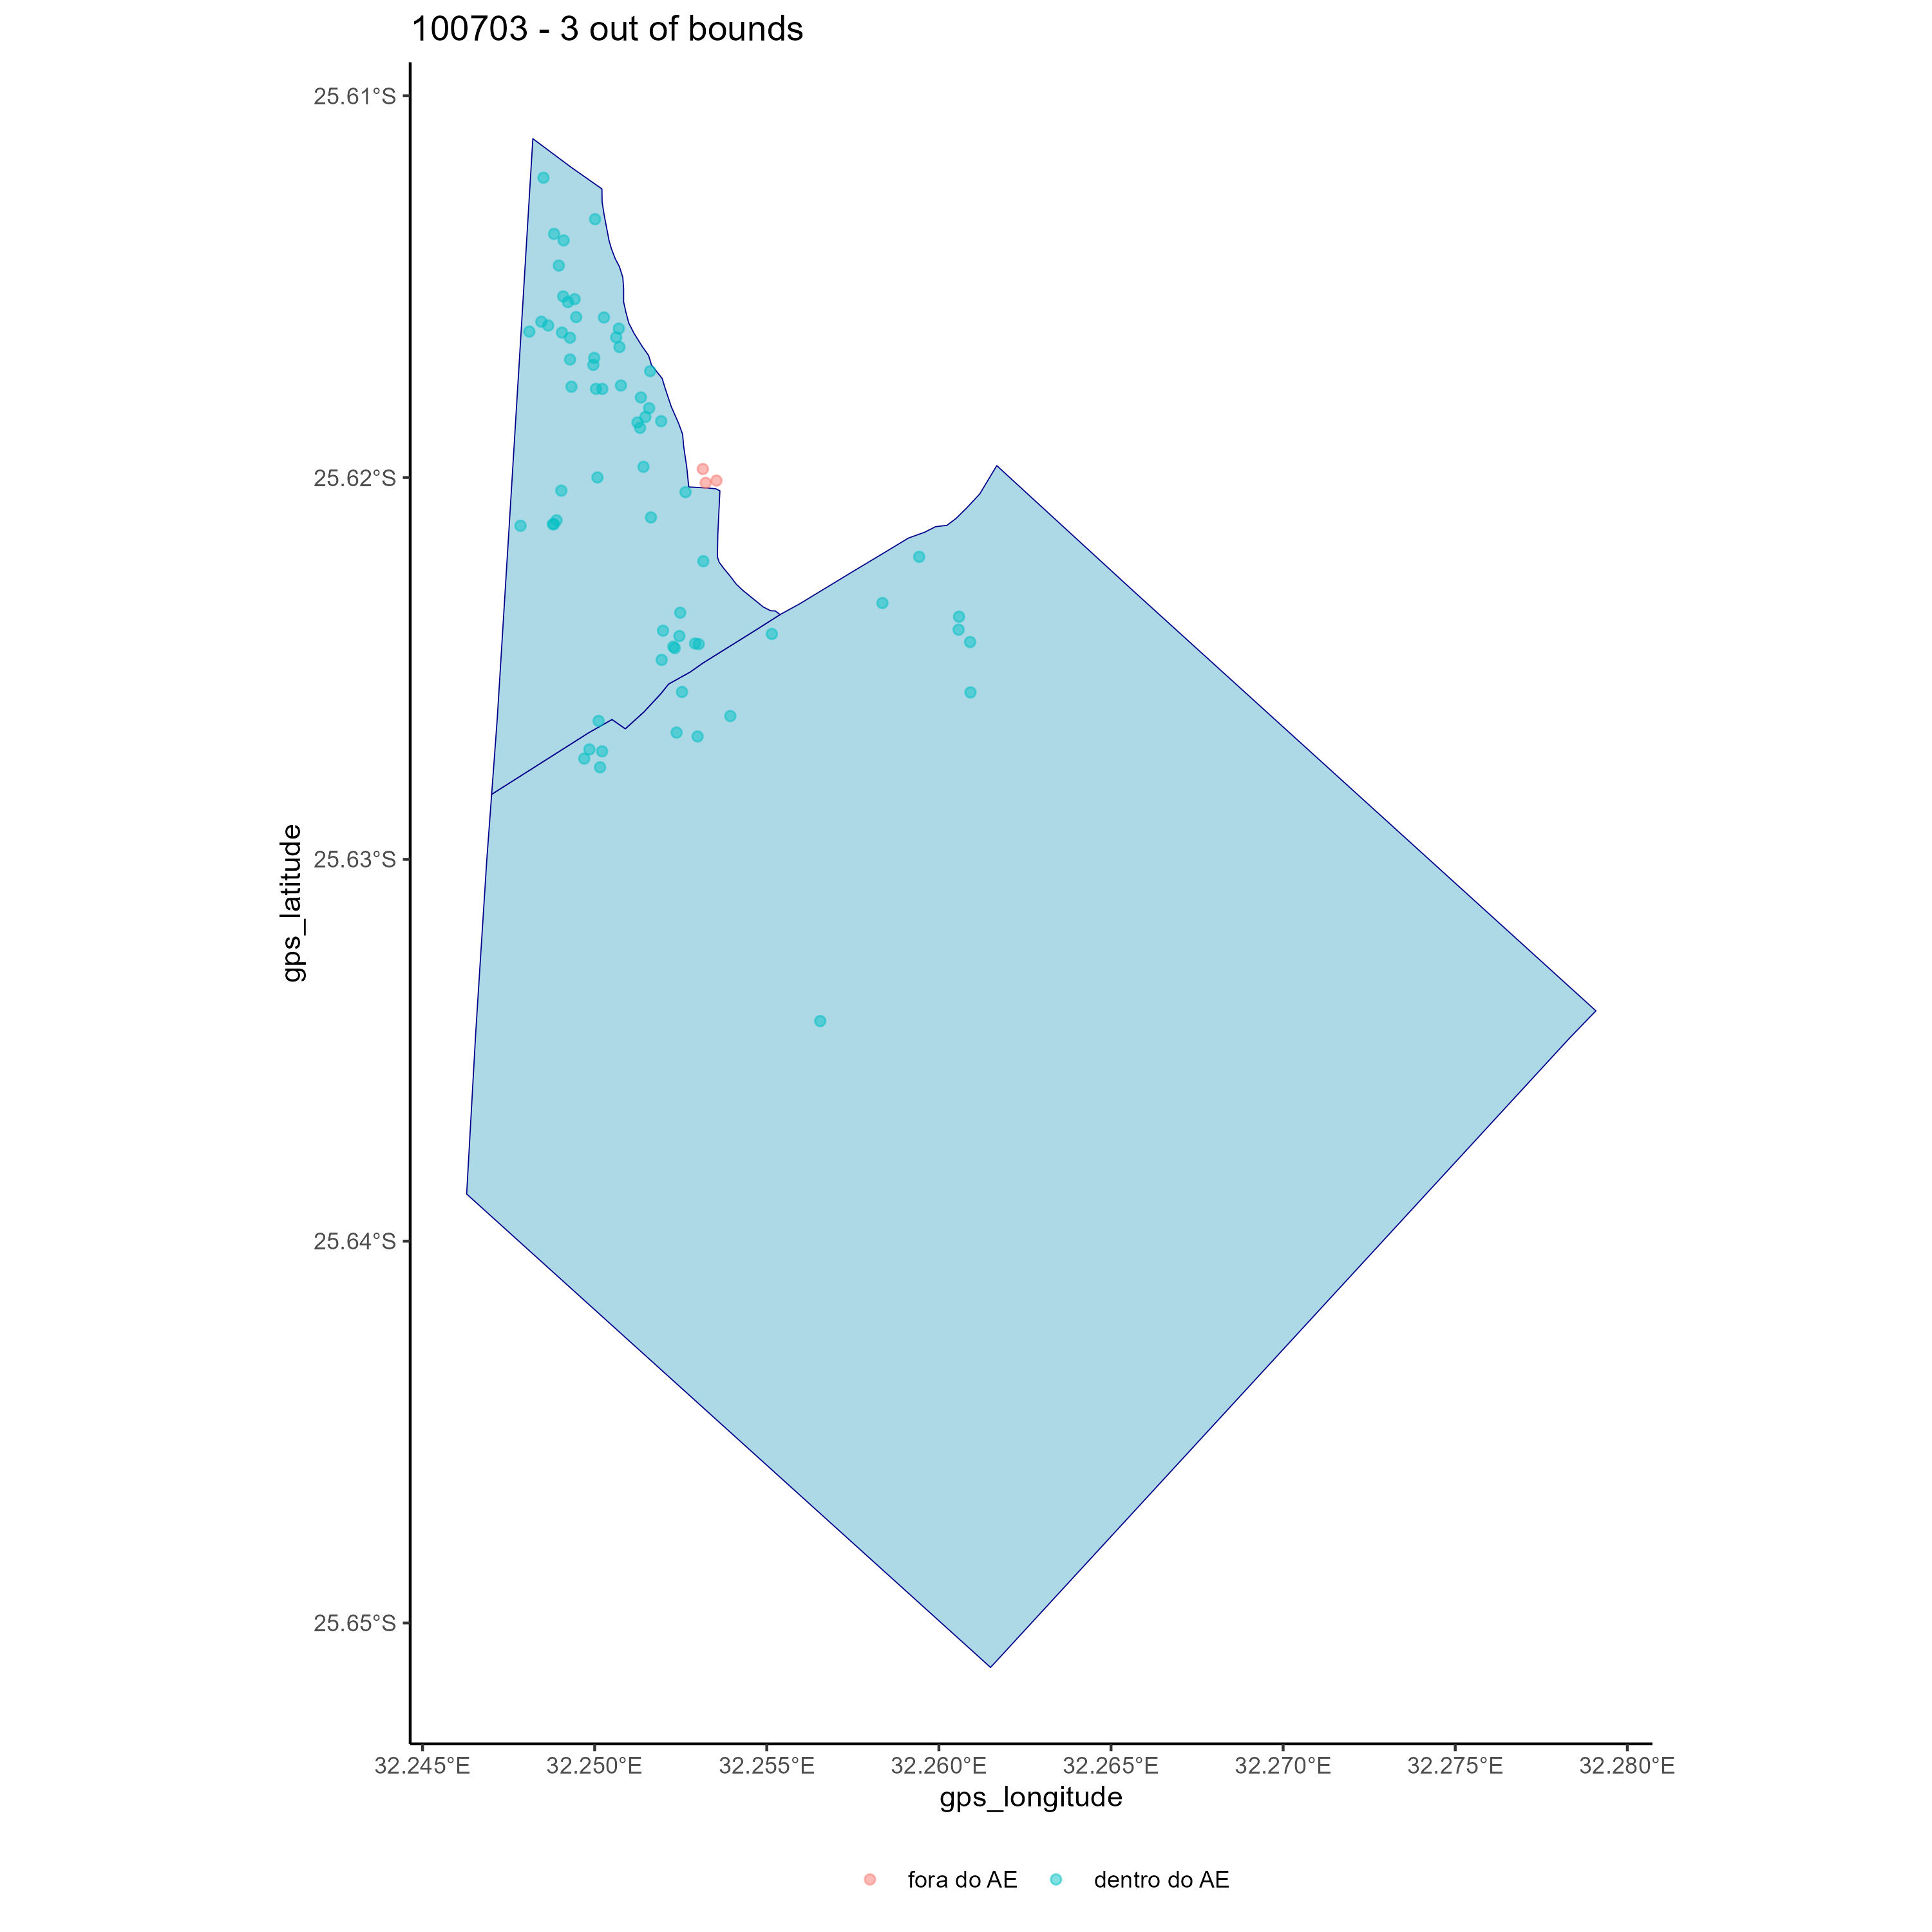 100703 - 3 out of bounds
25.61°S
25.62°S
25.63°S
25.64°S
25.65°S
gps_latitude
32.245°E 32.250°E 32.255°E 32.260°E 32.265°E 32.270°E 32.275°E 32.280°E
gps_longitude
fora do AE dentro do AE